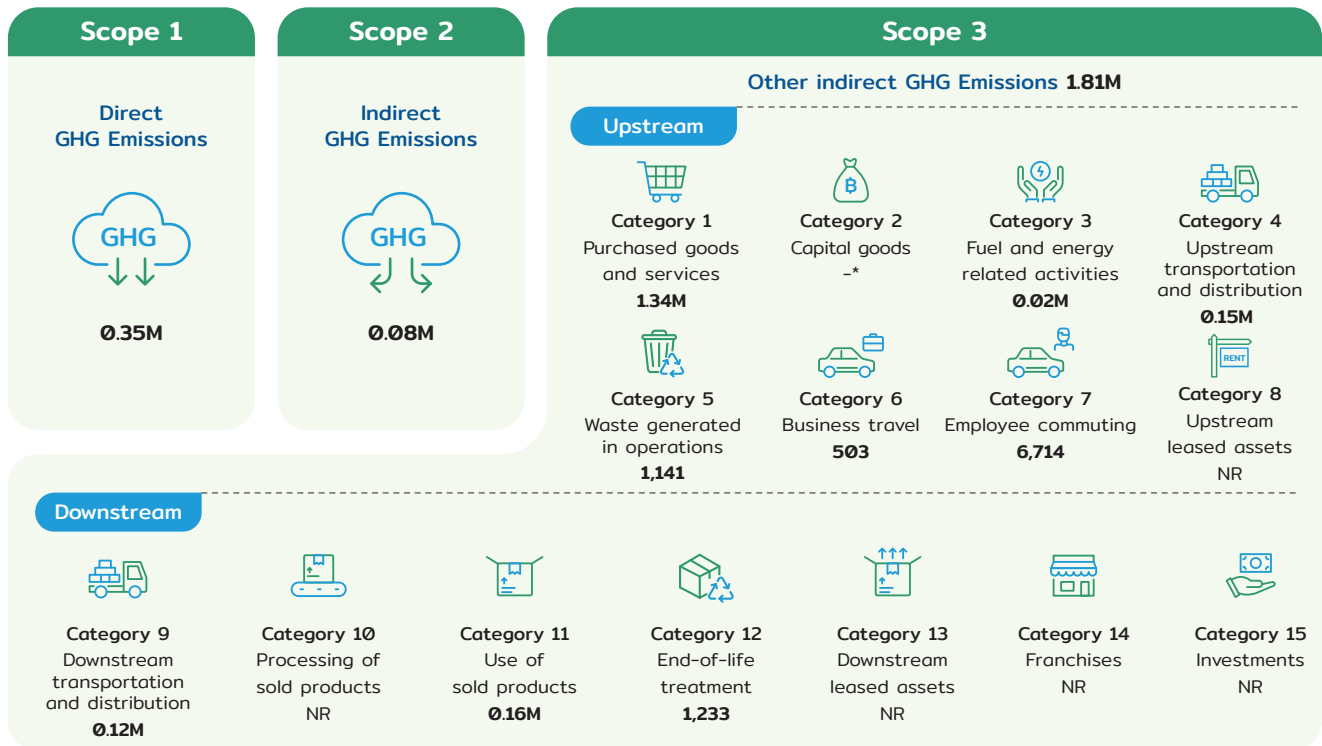 Scope 1
Direct
GHG Emissions
GHG
0.35M
Scope 2
Indirect
GHG Emissions
GHG
0.08M
Scope 3
Other indirect GHG Emissions 1.81M
Upstream
Category 1
Purchased goods
and services
1.34M
฿
Category 2
Capital goods
-*
Category 3
Fuel and energy
related activities
0.02M
Category 4
Upstream
transportation
and distribution
0.15M
Category 5
Waste generated
in operations
1,141
Category 6
Business travel
503
Category 7
Employee commuting
6,714
RENT
Category 8
Upstream
leased assets
NR
Downstream
Category 9
Downstream
transportation
and distribution
0.12M
Category 10
Processing of
sold products
NR
Category 11
Use of
sold products
0.16M
Category 12
End-of-life
treatment
1,233
Category 13
Downstream
leased assets
NR
Category 14
Franchises
NR
Category 15
Investments
NR